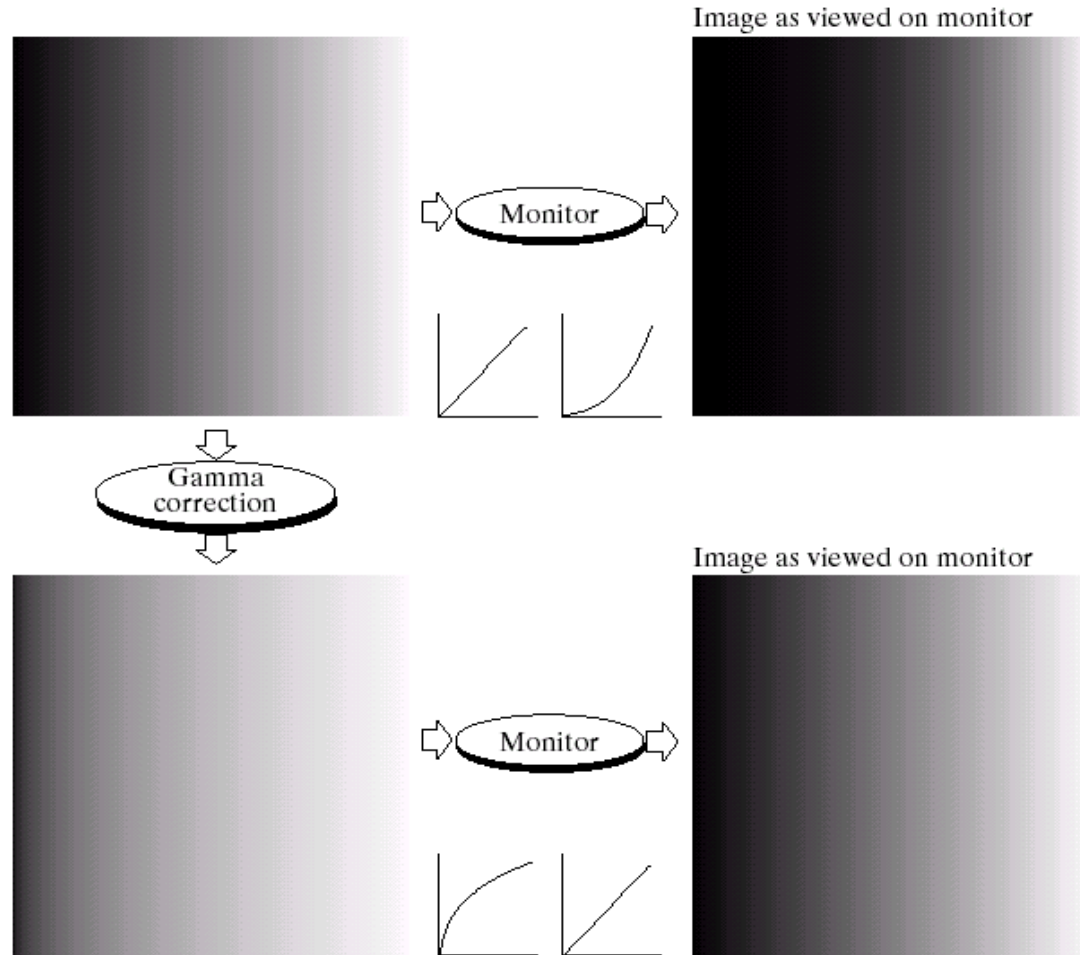 Image as viewed on monitor
Monitor
Gamma
correction
Image as viewed on monitor
Monitor